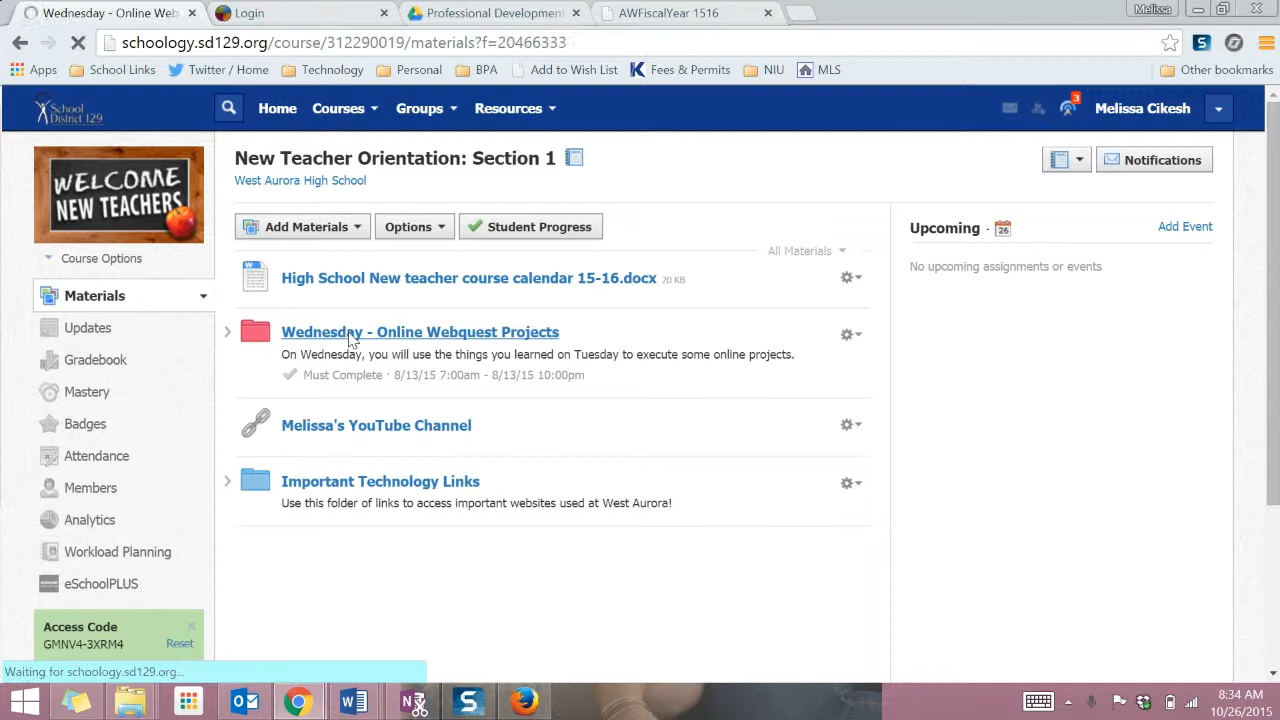 Wednesday - Online Web
Login
Professional Development
AWFiscalYear 1516
Melissa
schoology.sd129.org/course/312290019/materials?f=20466333
Apps
School Links
Twitter / Home
Technology
Personal
BPA
Add to Wish List
Fees & Permits
NIU
MLS
Other bookmarks
School District 129
Home
Courses
Groups
Resources
3
Melissa Cikesh
WELCOME
NEW TEACHERS
New Teacher Orientation: Section 1
West Aurora High School
Notifications
Add Materials
Options
Student Progress
Upcoming - 26
Add Event
All Materials
No upcoming assignments or events
Course Options
Materials
Updates
Gradebook
Mastery
Badges
Attendance
Members
Analytics
Workload Planning
eSchoolPLUS
High School New teacher course calendar 15-16.docx 20 KB
Wednesday - Online Webquest Projects
On Wednesday, you will use the things you learned on Tuesday to execute some online projects.
Must Complete · 8/13/15 7:00am - 8/13/15 10:00pm
Melissa's YouTube Channel
Important Technology Links
Use this folder of links to access important websites used at West Aurora!
Access Code
GMNV4-3XRM4
Reset
Waiting for schoology.sd129.org...
8:34 AM
10/26/2015